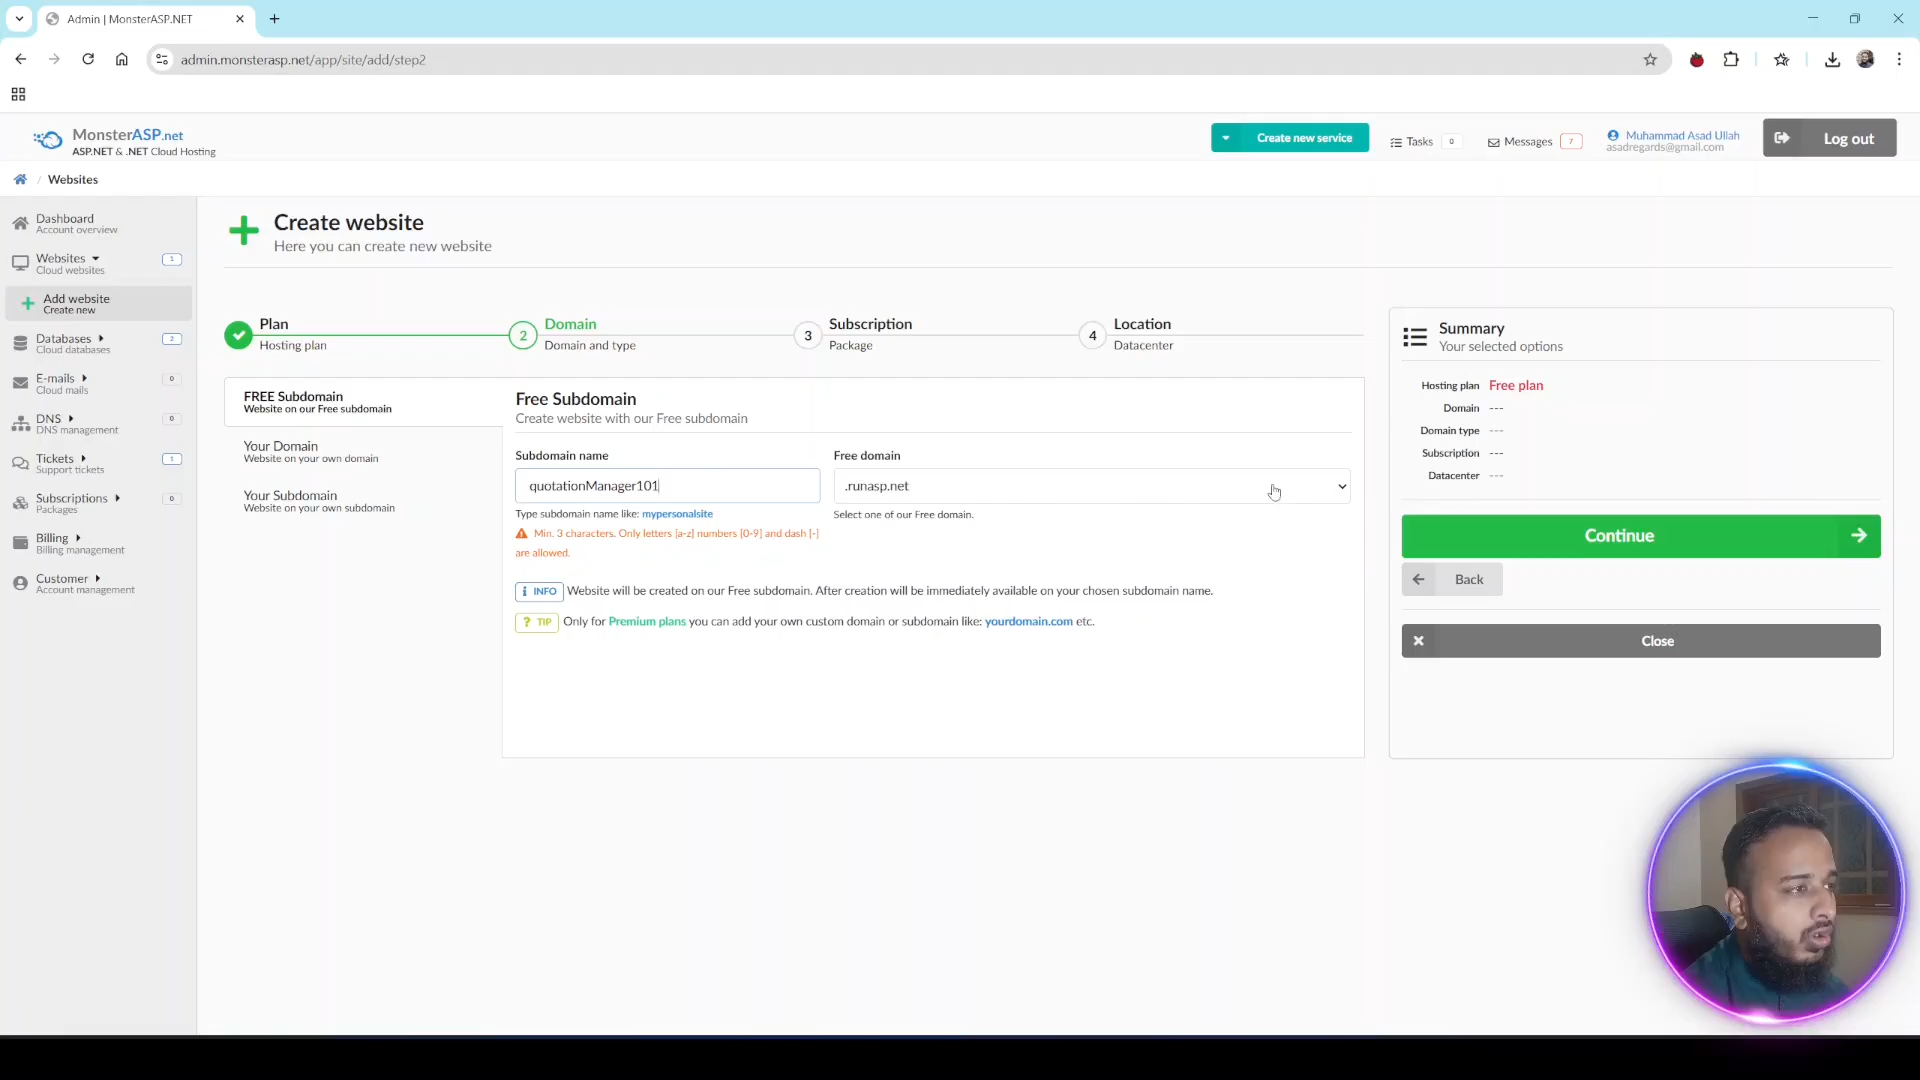 Admin | MonsterASP.NET
admin.monsterasp.net/app/site/add/step2
MonsterASP.net
ASP.NET & .NET Cloud Hosting
Create new service
Tasks 0
Messages 7
Muhammad Asad Ullah
asadregards@gmail.com
Log out
/ Websites
Dashboard
Account overview
Websites 1
Cloud websites
Add website
Create new
Databases 2
Cloud databases
E-mails 0
Cloud mails
DNS 0
DNS management
Tickets 1
Support tickets
Subscriptions 0
Packages
Billing
Billing management
Customer
Account management
Create website
Here you can create new website
Plan
Hosting plan
2 Domain
Domain and type
3 Subscription
Package
4 Location
Datacenter
FREE Subdomain
Website on our Free subdomain
Your Domain
Website on your own domain
Your Subdomain
Website on your own subdomain
Free Subdomain
Create website with our Free subdomain
Subdomain name
quotationManager101
Type subdomain name like: mypersonalsite
Min. 3 characters. Only letters [a-z] numbers [0-9] and dash [-]
are allowed.
Free domain
.runasp.net
Select one of our Free domain.
i INFO Website will be created on our Free subdomain. After creation will be immediately available on your chosen subdomain name.
? TIP Only for Premium plans you can add your own custom domain or subdomain like: yourdomain.com etc.
Summary
Your selected options
Hosting plan Free plan
Domain ---
Domain type ---
Subscription ---
Datacenter ---
Continue
Back
Close